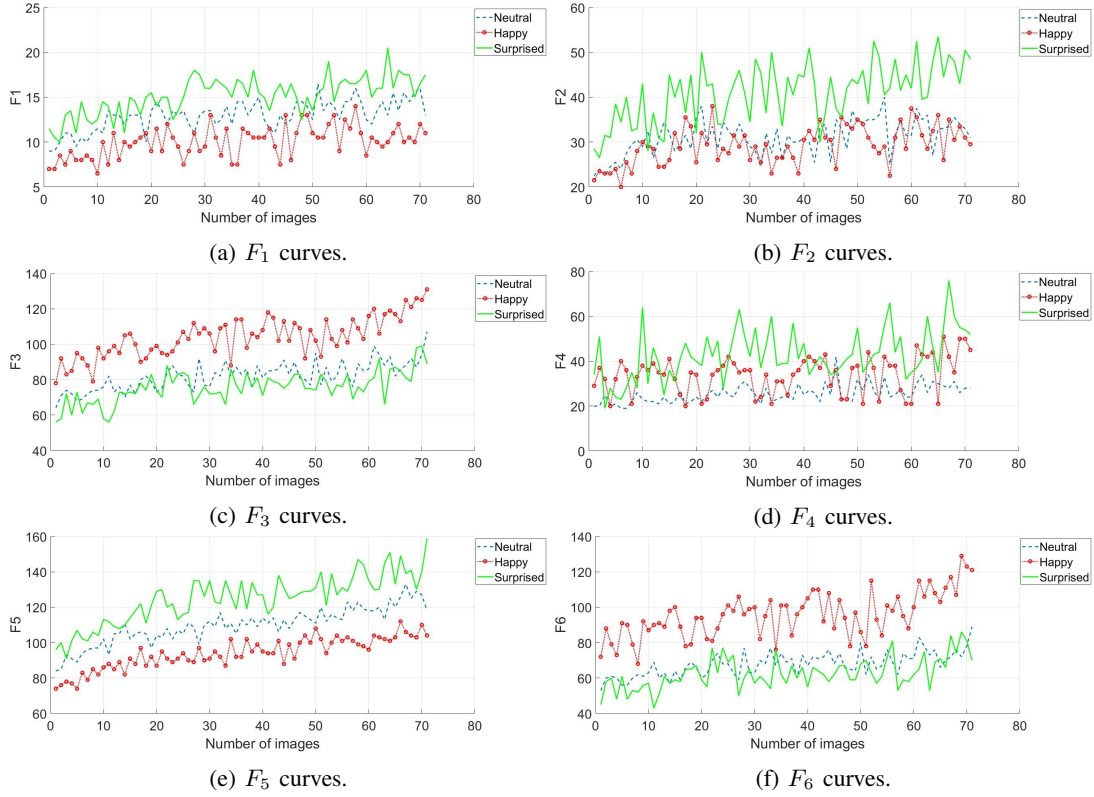 25
20
15
10
5
F1
0 10 20 30 40 50 60 70 80
Number of images
Neutral
Happy
Surprised
(a) F1 curves.
60
50
40
30
20
F2
0 10 20 30 40 50 60 70 80
Number of images
Neutral
Happy
Surprised
(b) F2 curves.
140
120
100
80
60
40
F3
0 10 20 30 40 50 60 70 80
Number of images
Neutral
Happy
Surprised
(c) F3 curves.
80
60
40
20
0
F4
0 10 20 30 40 50 60 70 80
Number of images
Neutral
Happy
Surprised
(d) F4 curves.
160
140
120
100
80
60
F5
0 10 20 30 40 50 60 70 80
Number of images
Neutral
Happy
Surprised
(e) F5 curves.
140
120
100
80
60
40
F6
0 10 20 30 40 50 60 70 80
Number of images
Neutral
Happy
Surprised
(f) F6 curves.